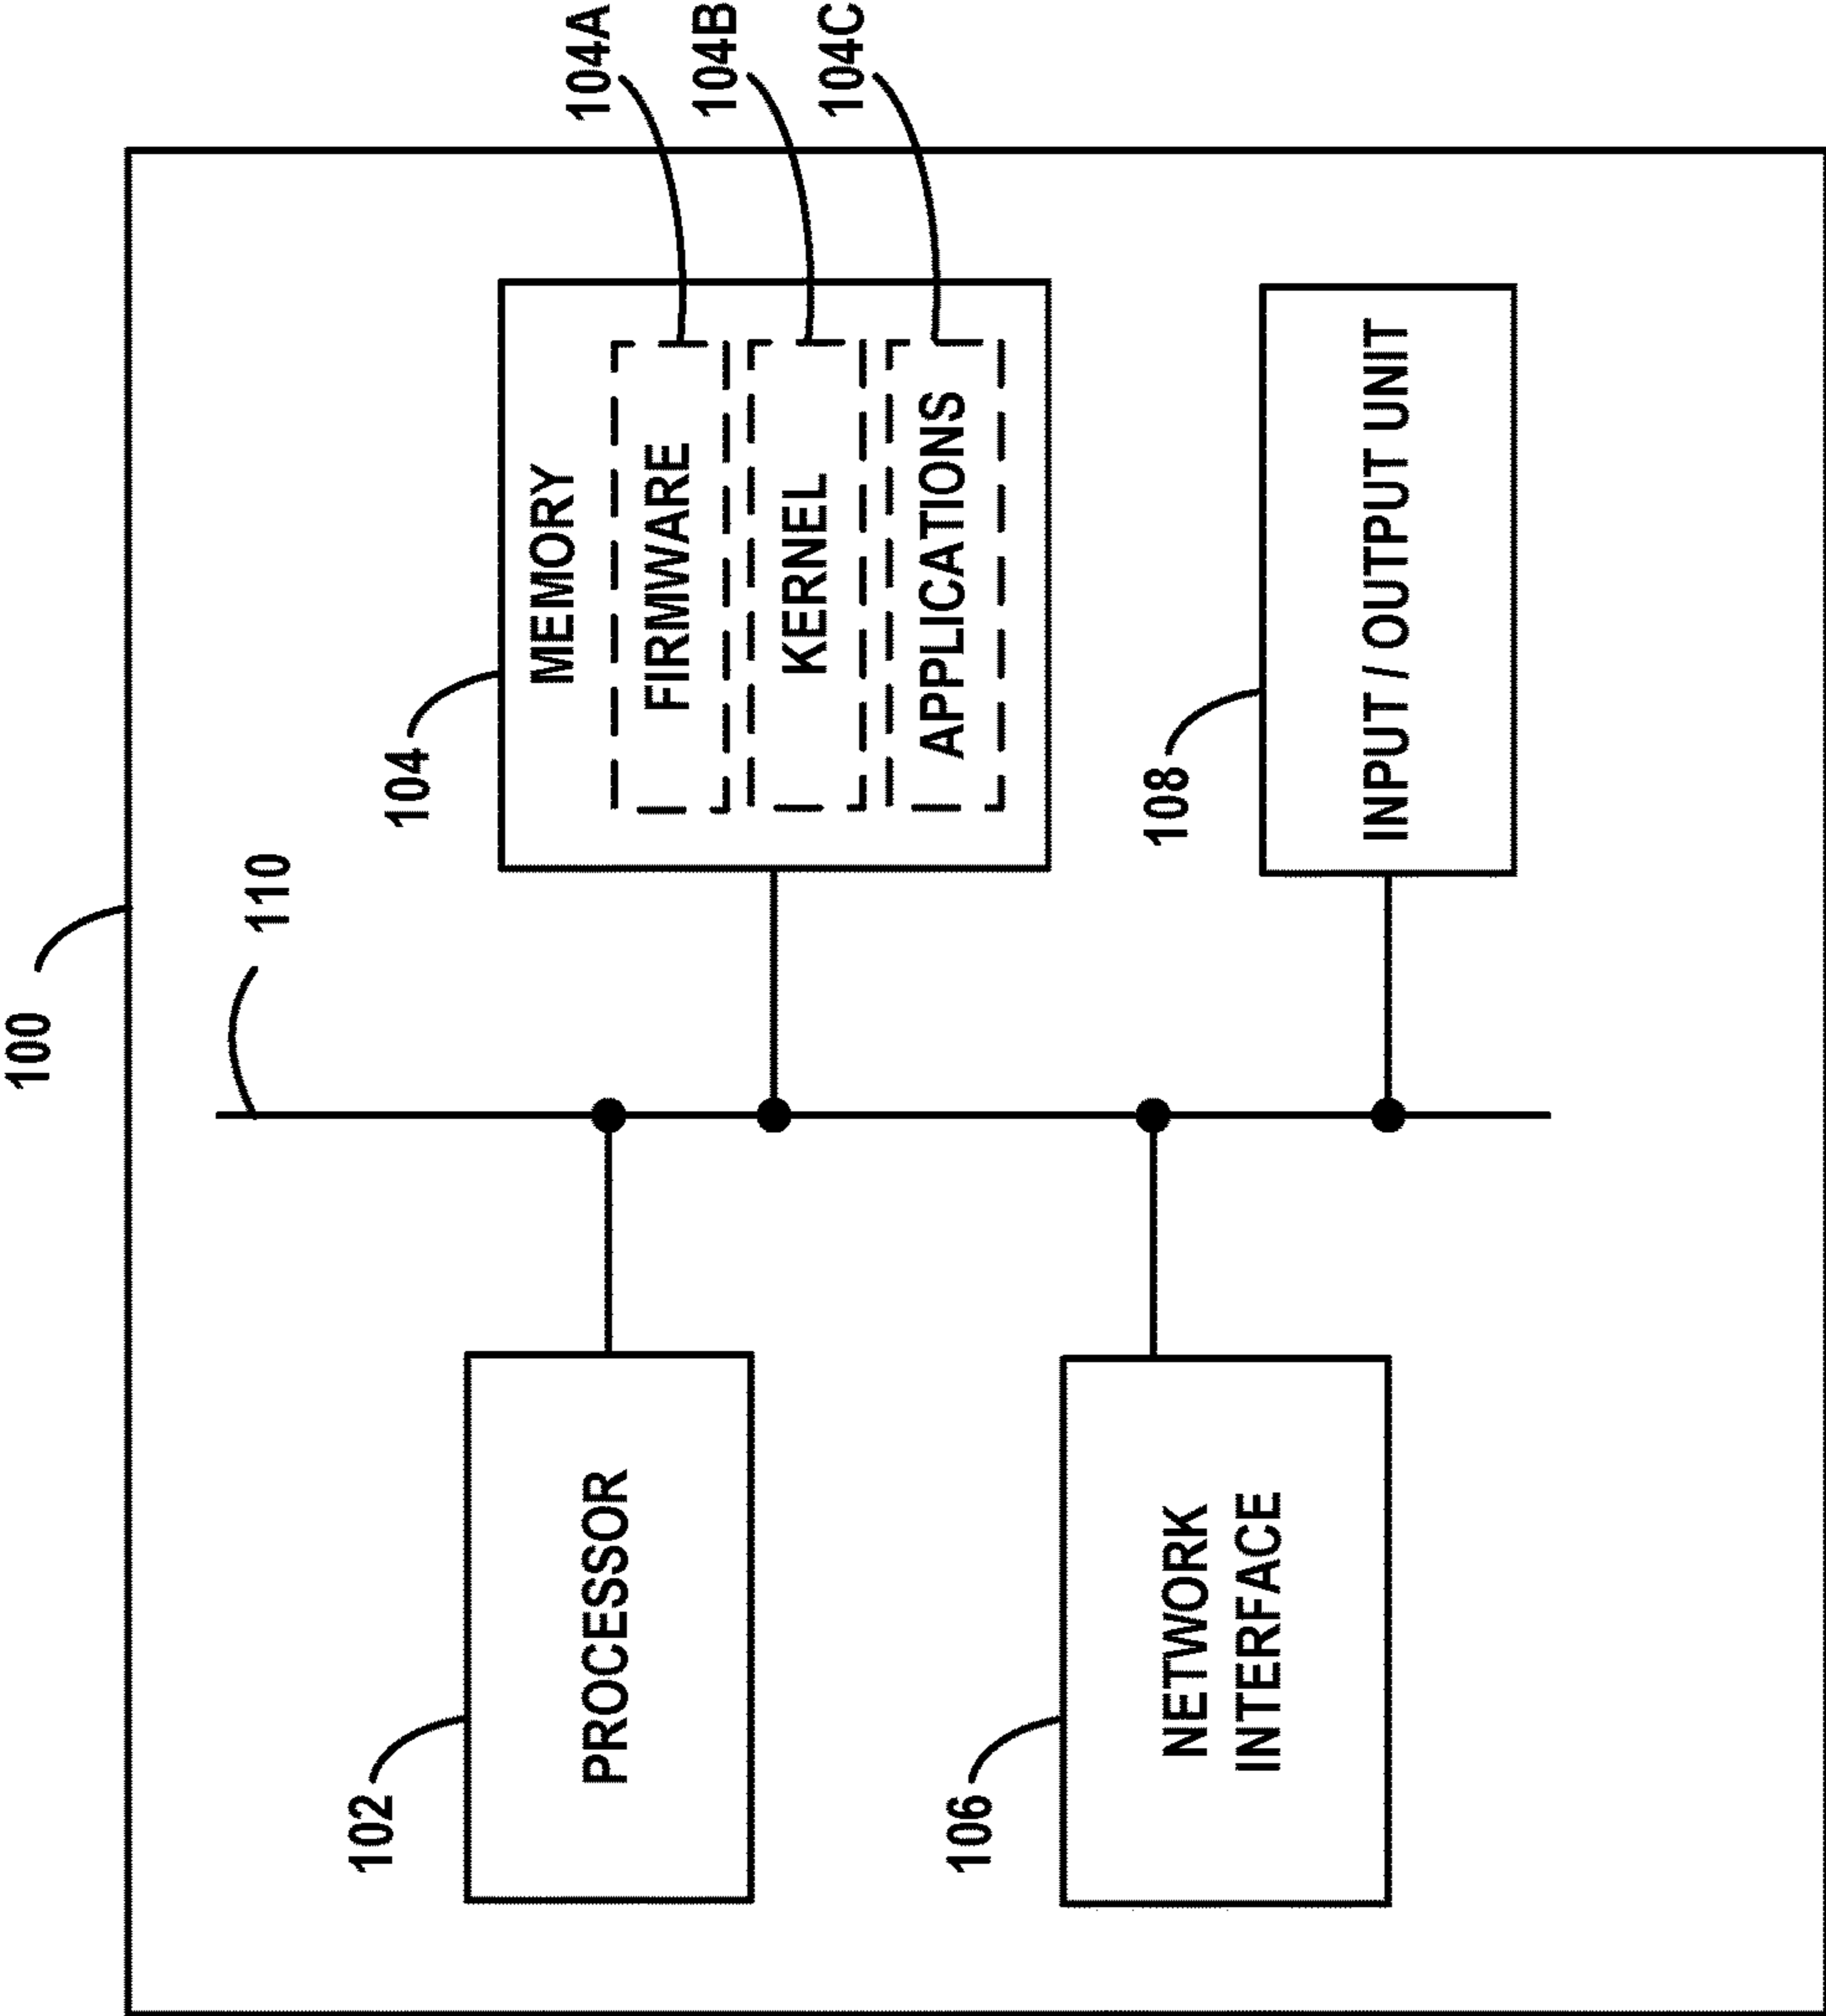 100
110
102
PROCESSOR
104
MEMORY
FIRMWARE
104A
KERNEL
104B
APPLICATIONS
104C
106
NETWORK
INTERFACE
108
INPUT / OUTPUT UNIT